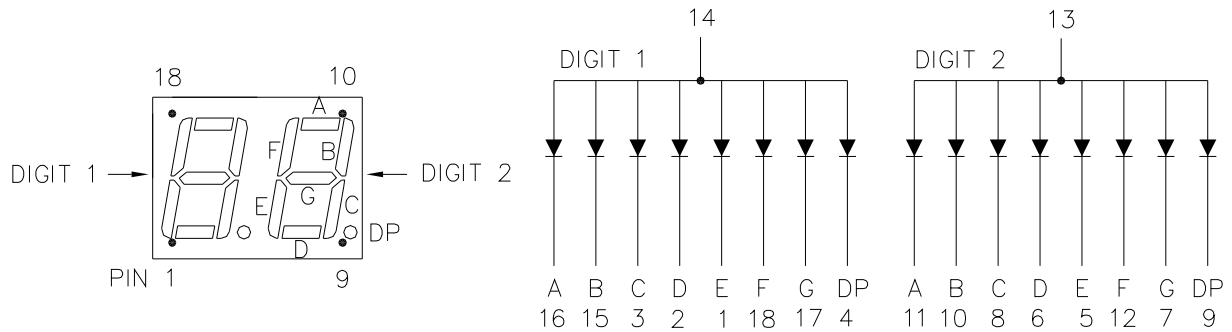 18 10
A
F B
DIGIT 1 DIGIT 2
G
E C
DP
D
PIN 1 9
14
DIGIT 1
A B C D E F G DP
16 15 3 2 1 18 17 4
13
DIGIT 2
A B C D E F G DP
11 10 8 6 5 12 7 9